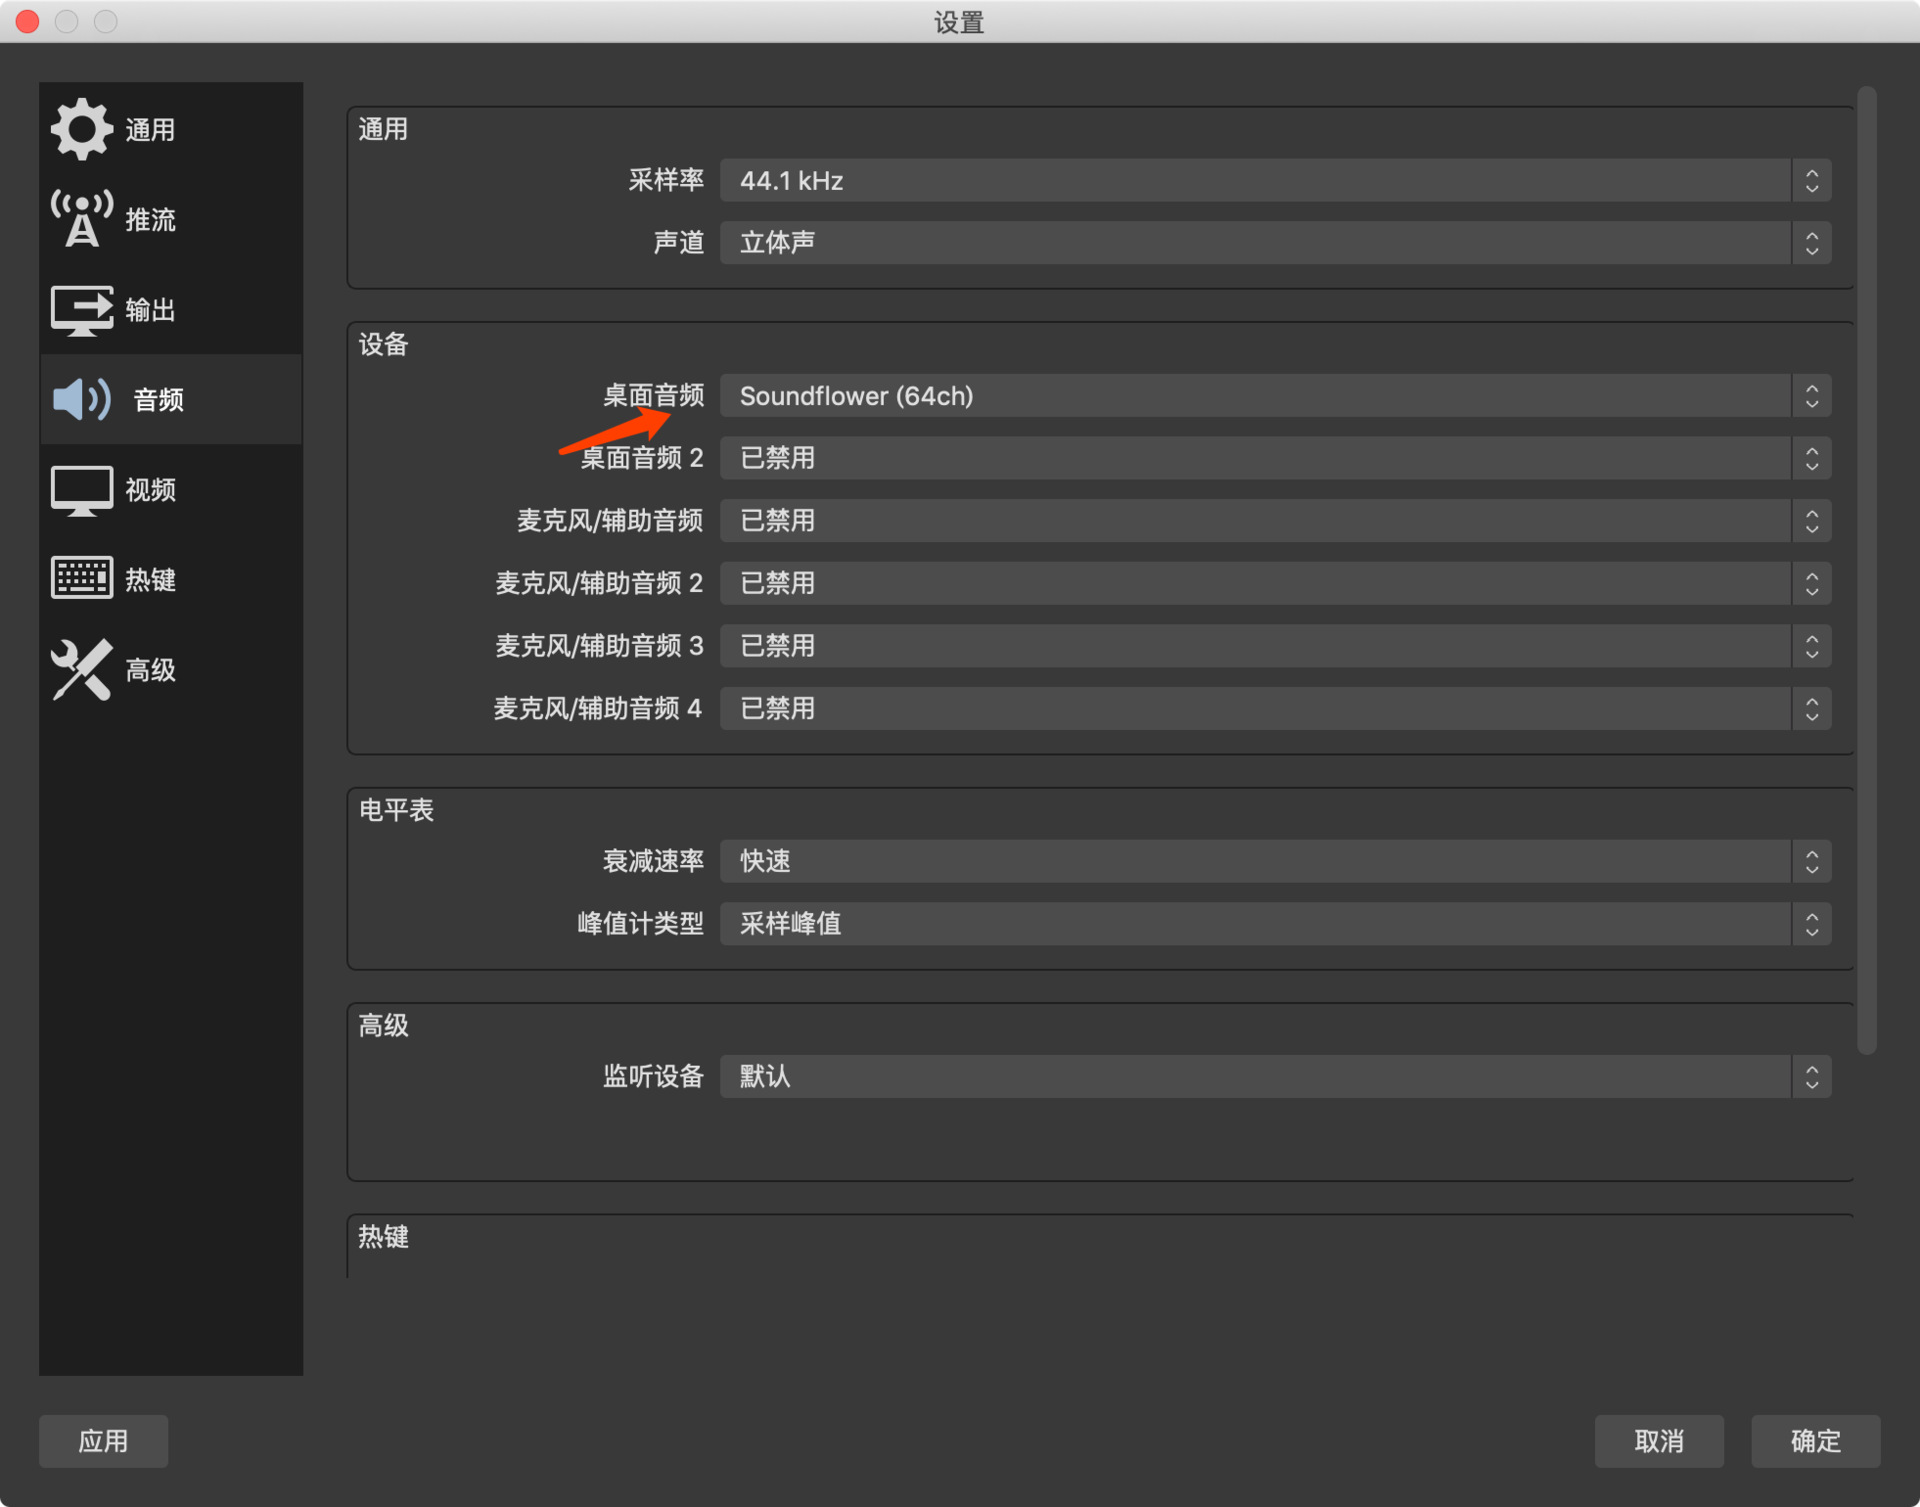 设置
通用
推流
输出
音频
视频
热键
高级
通用
采样率 44.1 kHz
声道 立体声
设备
桌面音频 Soundflower (64ch)
桌面音频 2 已禁用
麦克风/辅助音频 已禁用
麦克风/辅助音频 2 已禁用
麦克风/辅助音频 3 已禁用
麦克风/辅助音频 4 已禁用
电平表
衰减速率 快速
峰值计类型 采样峰值
高级
监听设备 默认
热键
应用 取消 确定